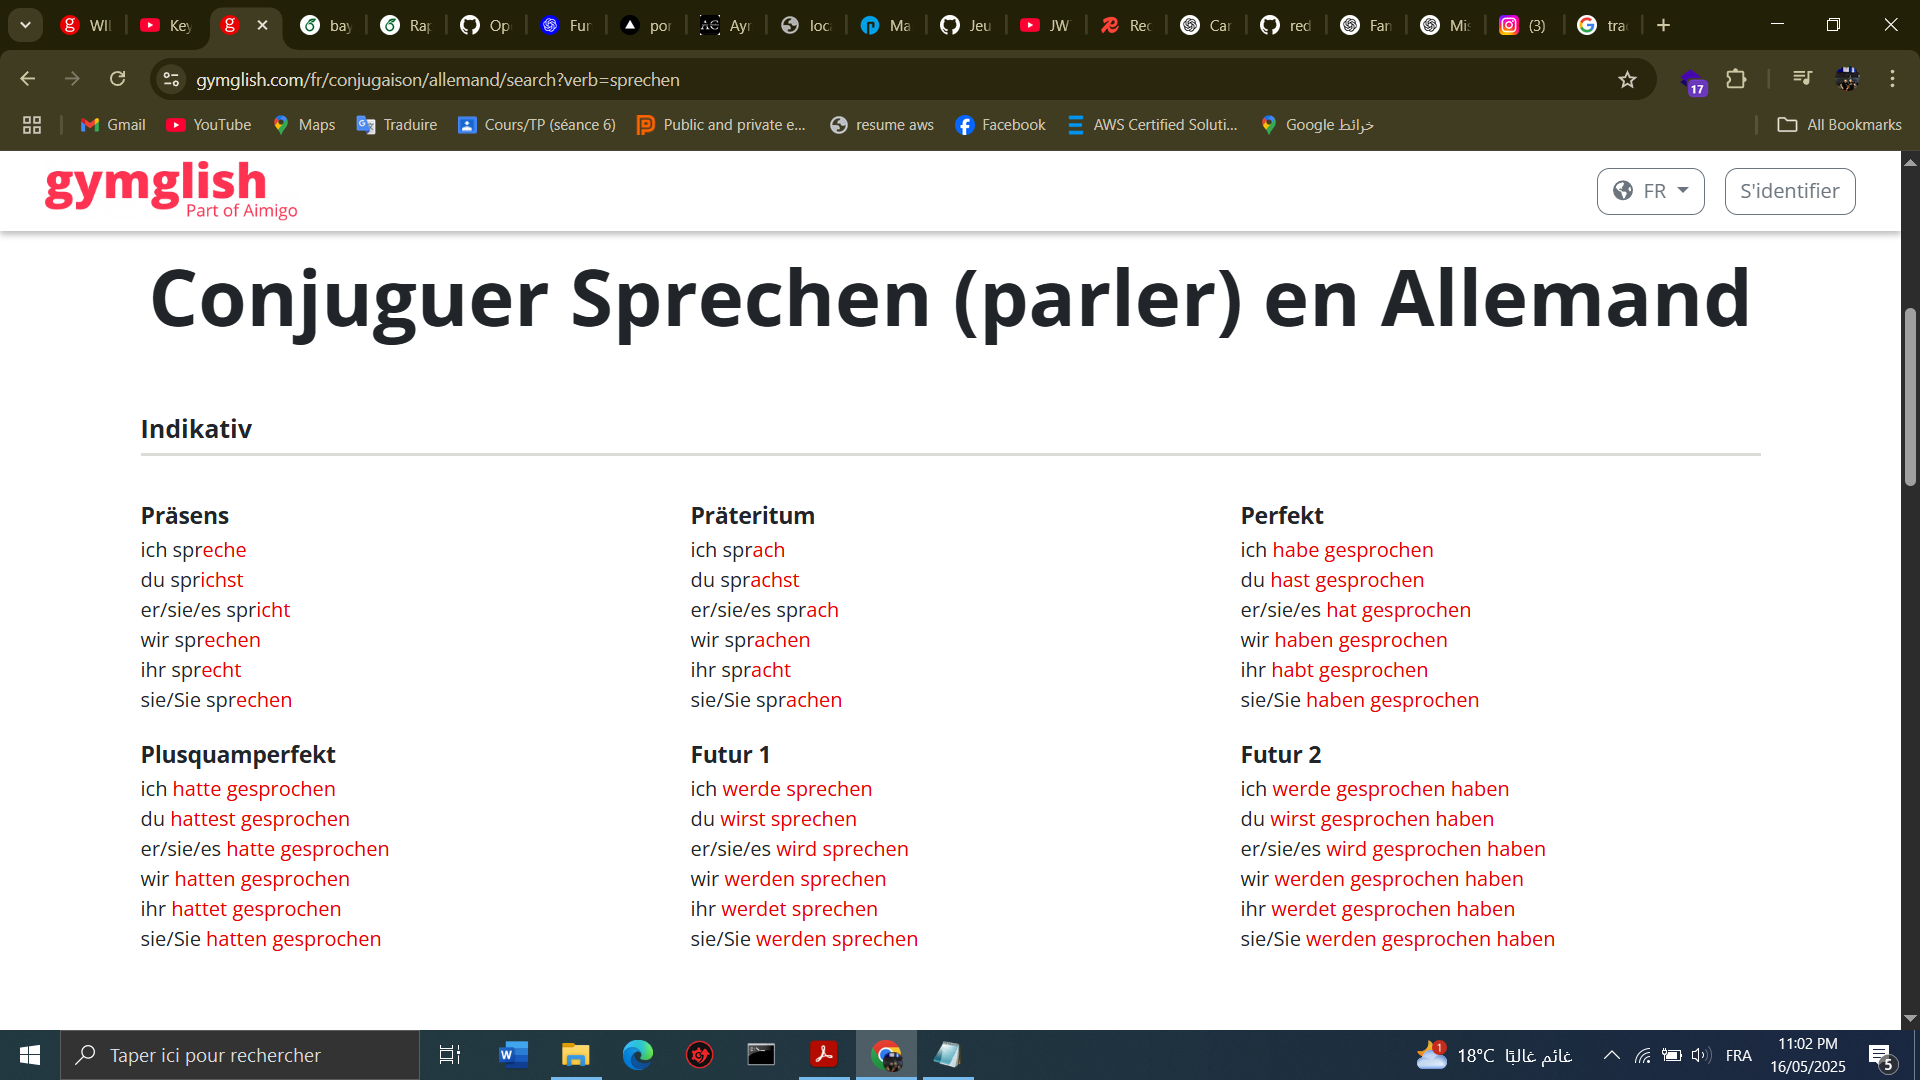 WI
Key
bay
Rap
Op
Fur
por
Ayr
loc
Ma
Jeu
JW
Rec
Car
red
Fan
Mis
(3)
tra
gymglish.com/fr/conjugaison/allemand/search?verb=sprechen
17
Gmail
YouTube
Maps
Traduire
Cours/TP (séance 6)
Public and private e...
resume aws
Facebook
AWS Certified Soluti...
Google خرائط
All Bookmarks
gymglish
Part of Aimigo
FR
S'identifier
Conjuguer Sprechen (parler) en Allemand
Indikativ
Präsens
ich spreche
du sprichst
er/sie/es spricht
wir sprechen
ihr sprecht
sie/Sie sprechen
Präteritum
ich sprach
du sprachst
er/sie/es sprach
wir sprachen
ihr spracht
sie/Sie sprachen
Perfekt
ich habe gesprochen
du hast gesprochen
er/sie/es hat gesprochen
wir haben gesprochen
ihr habt gesprochen
sie/Sie haben gesprochen
Plusquamperfekt
ich hatte gesprochen
du hattest gesprochen
er/sie/es hatte gesprochen
wir hatten gesprochen
ihr hattet gesprochen
sie/Sie hatten gesprochen
Futur 1
ich werde sprechen
du wirst sprechen
er/sie/es wird sprechen
wir werden sprechen
ihr werdet sprechen
sie/Sie werden sprechen
Futur 2
ich werde gesprochen haben
du wirst gesprochen haben
er/sie/es wird gesprochen haben
wir werden gesprochen haben
ihr werdet gesprochen haben
sie/Sie werden gesprochen haben
Taper ici pour rechercher
1
18°C غائم غالبًا
FRA
11:02 PM
16/05/2025
5